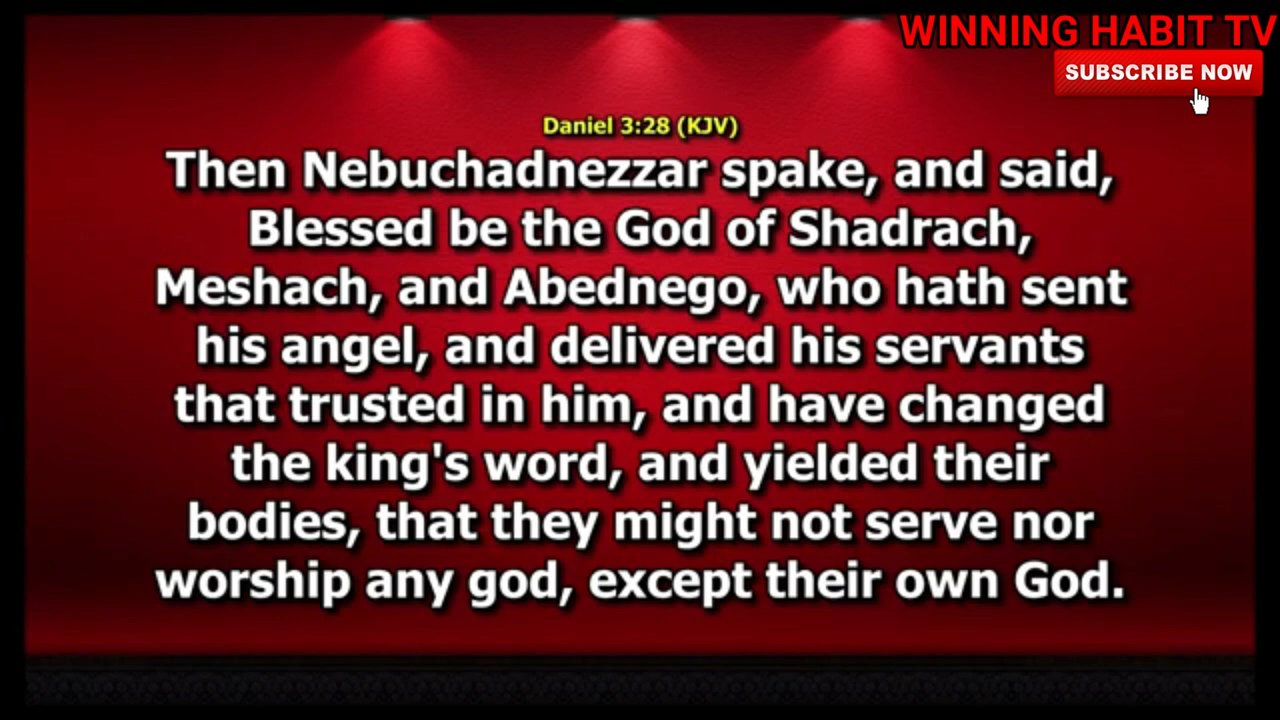 WINNING HABIT TV
SUBSCRIBE NOW
Daniel 3:28 (KJV)
Then Nebuchadnezzar spake, and said,
Blessed be the God of Shadrach,
Meshach, and Abednego, who hath sent
his angel, and delivered his servants
that trusted in him, and have changed
the king's word, and yielded their
bodies, that they might not serve nor
worship any god, except their own God.